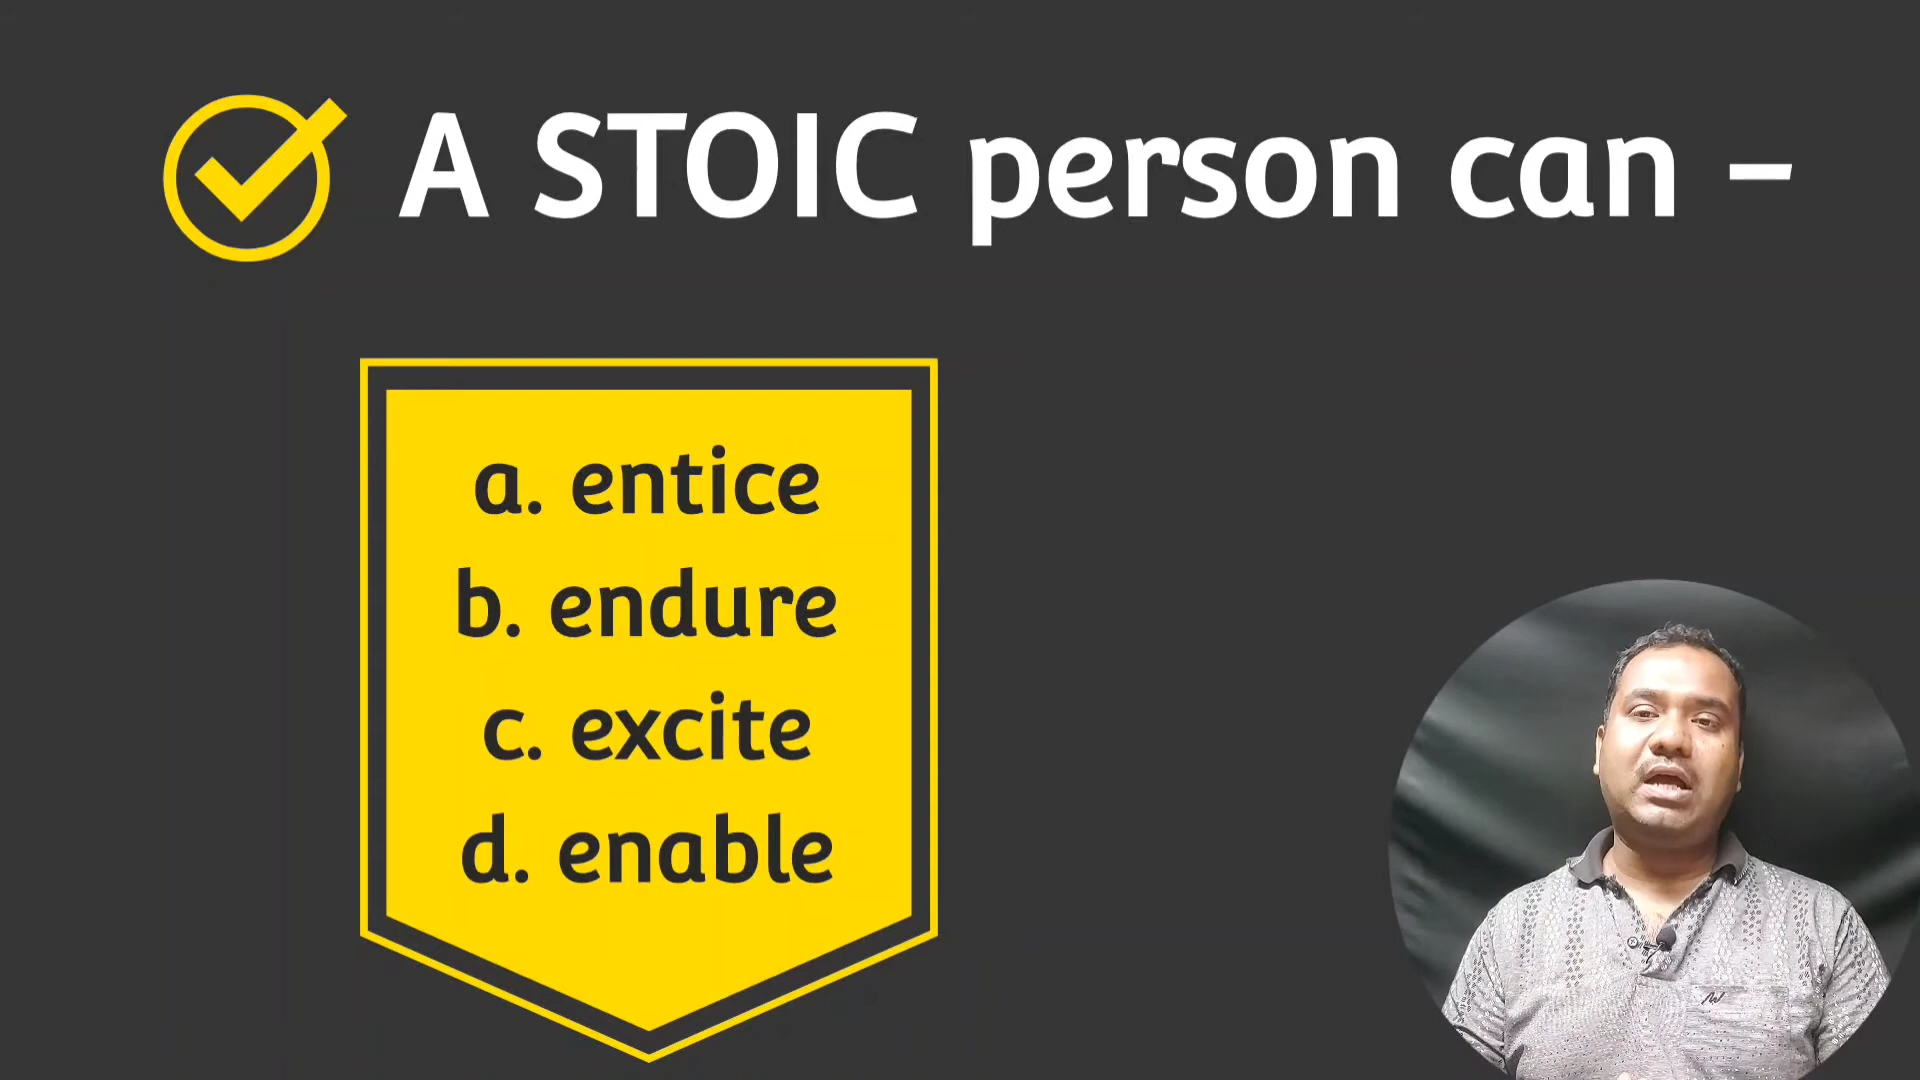 A STOIC person can –
a. entice
b. endure
c. excite
d. enable